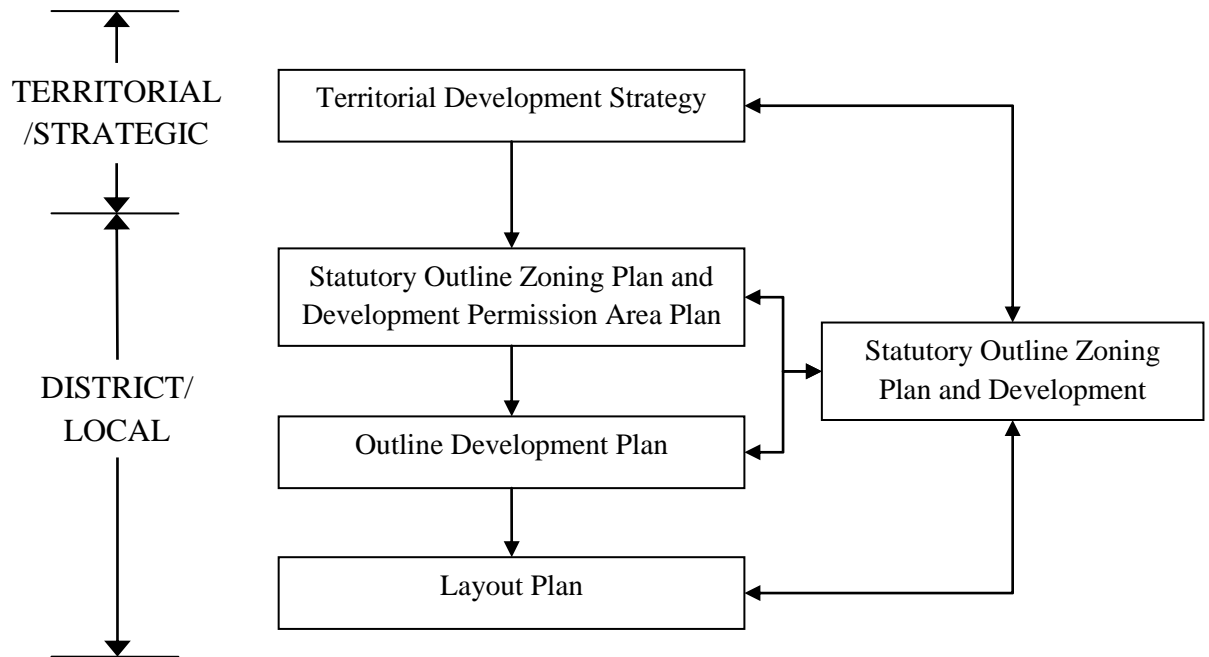 TERRITORIAL
/STRATEGIC
Territorial Development Strategy
Statutory Outline Zoning Plan and
Development Permission Area Plan
Statutory Outline Zoning
Plan and Development
DISTRICT/
LOCAL
Outline Development Plan
Layout Plan